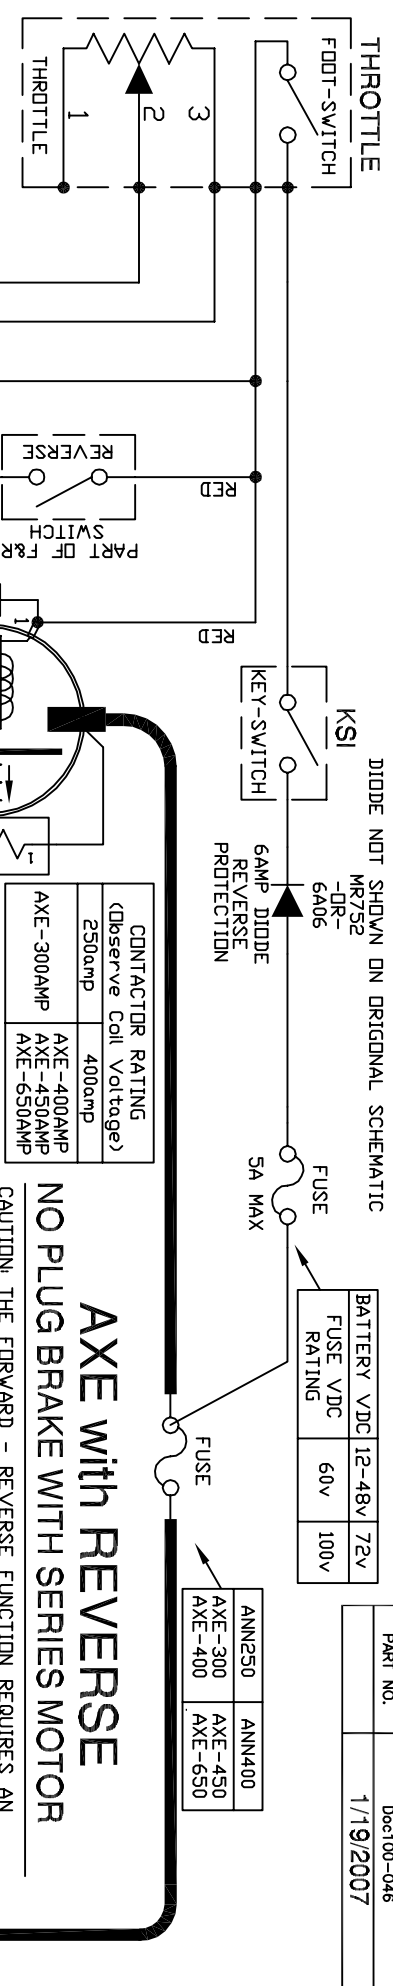 THROTTLE
FOOT-SWITCH
3
2
1
THROTTLE
REVERSE
SWITCH
PART OF F&R
RED
RED
1
1
KSI
KEY-SWITCH
DIODE NOT SHOWN ON ORIGONAL SCHEMATIC
MR752
-OR-
6A06
6AMP DIODE
REVERSE
PROTECTION
FUSE
5A MAX
BATTERY VDC 12-48v 72v
FUSE VDC
RATING 60v 100v
CONTACTOR RATING
(Observe Coil Voltage)
250amp 400amp
AXE-300AMP AXE-400AMP
AXE-450AMP
AXE-650AMP
FUSE
ANN250 ANN400
AXE-300 AXE-450
AXE-400 AXE-650
AXE with REVERSE
NO PLUG BRAKE WITH SERIES MOTOR
CAUTION: THE FORWARD - REVERSE FUNCTION REQUIRES AN
PART NO. Doc100-046
1/19/2007